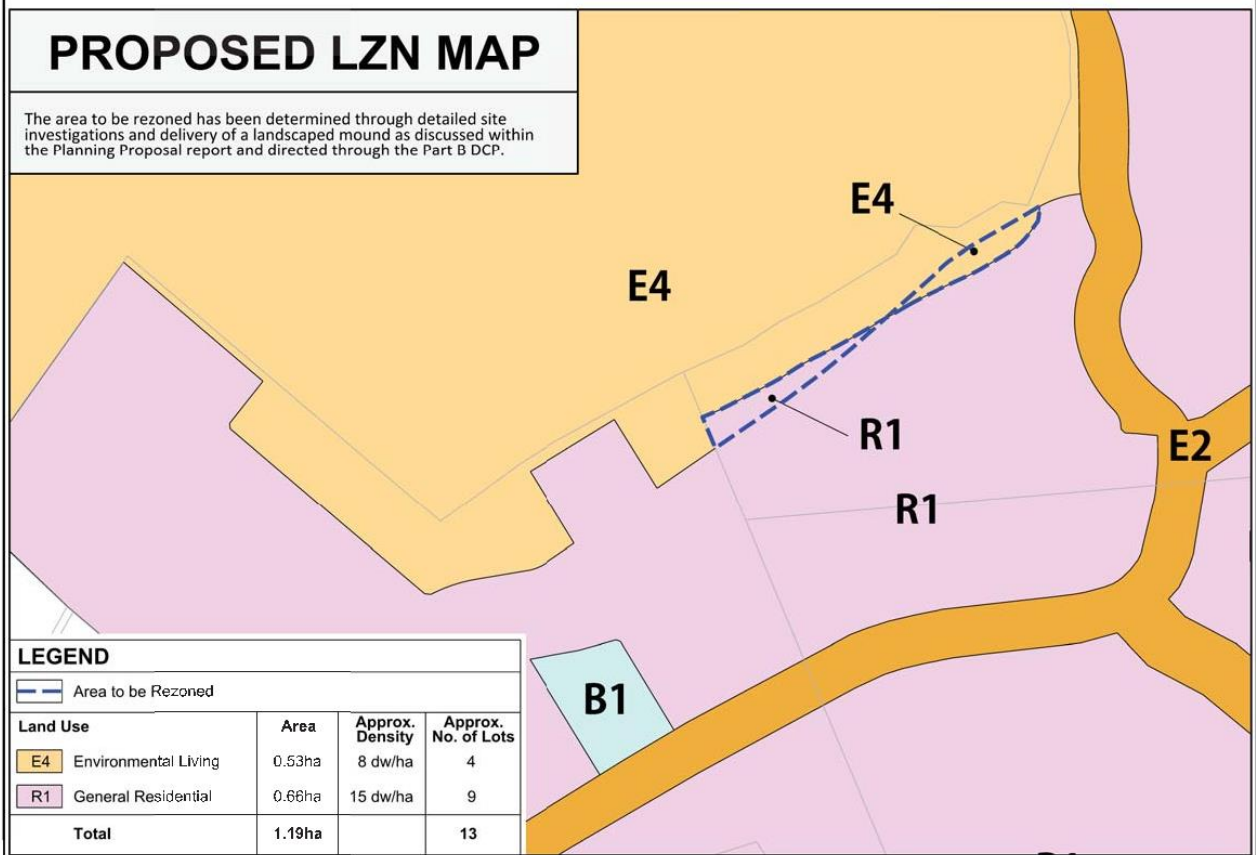 PROPOSED LZN MAP
The area to be rezoned has been determined through detailed site
investigations and delivery of a landscaped mound as discussed within
the Planning Proposal report and directed through the Part B DCP.
E4
E4
R1
E2
R1
B1
LEGEND
Area to be Rezoned
Land Use Area Approx. Density Approx. No. of Lots
E4 Environmental Living 0.53ha 8 dw/ha 4
R1 General Residential 0.66ha 15 dw/ha 9
Total 1.19ha 13